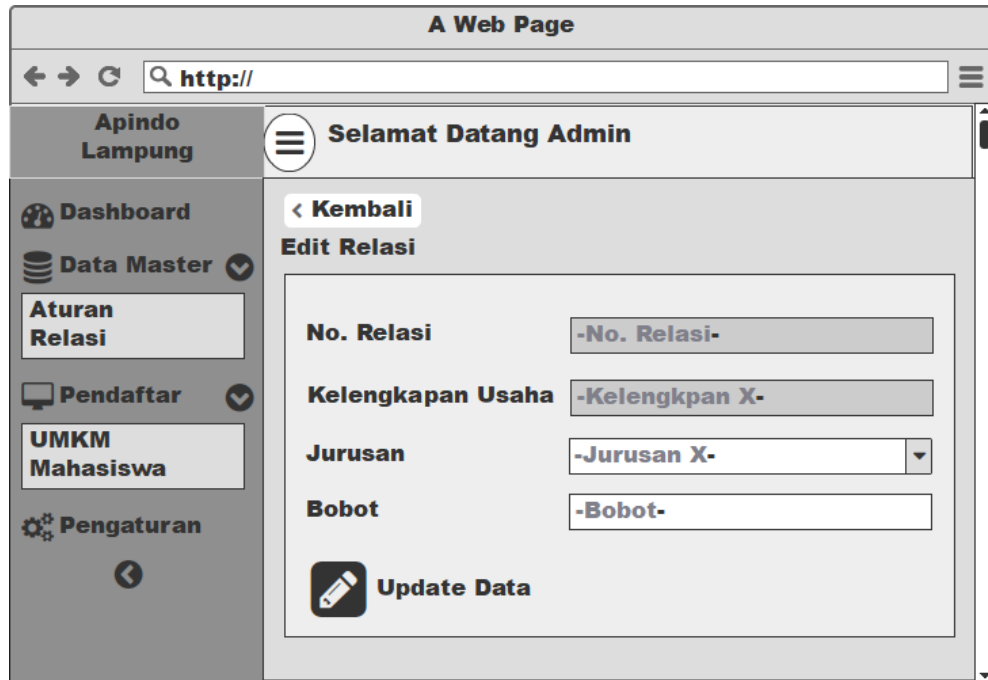 A Web Page
http://
Apindo
Lampung
Selamat Datang Admin
Dashboard
Data Master
Aturan
Relasi
Pendaftar
UMKM
Mahasiswa
Pengaturan
Kembali
Edit Relasi
No. Relasi
-No. Relasi-
Kelengkapan Usaha
-Kelengkpan X-
Jurusan
-Jurusan X-
Bobot
-Bobot-
Update Data